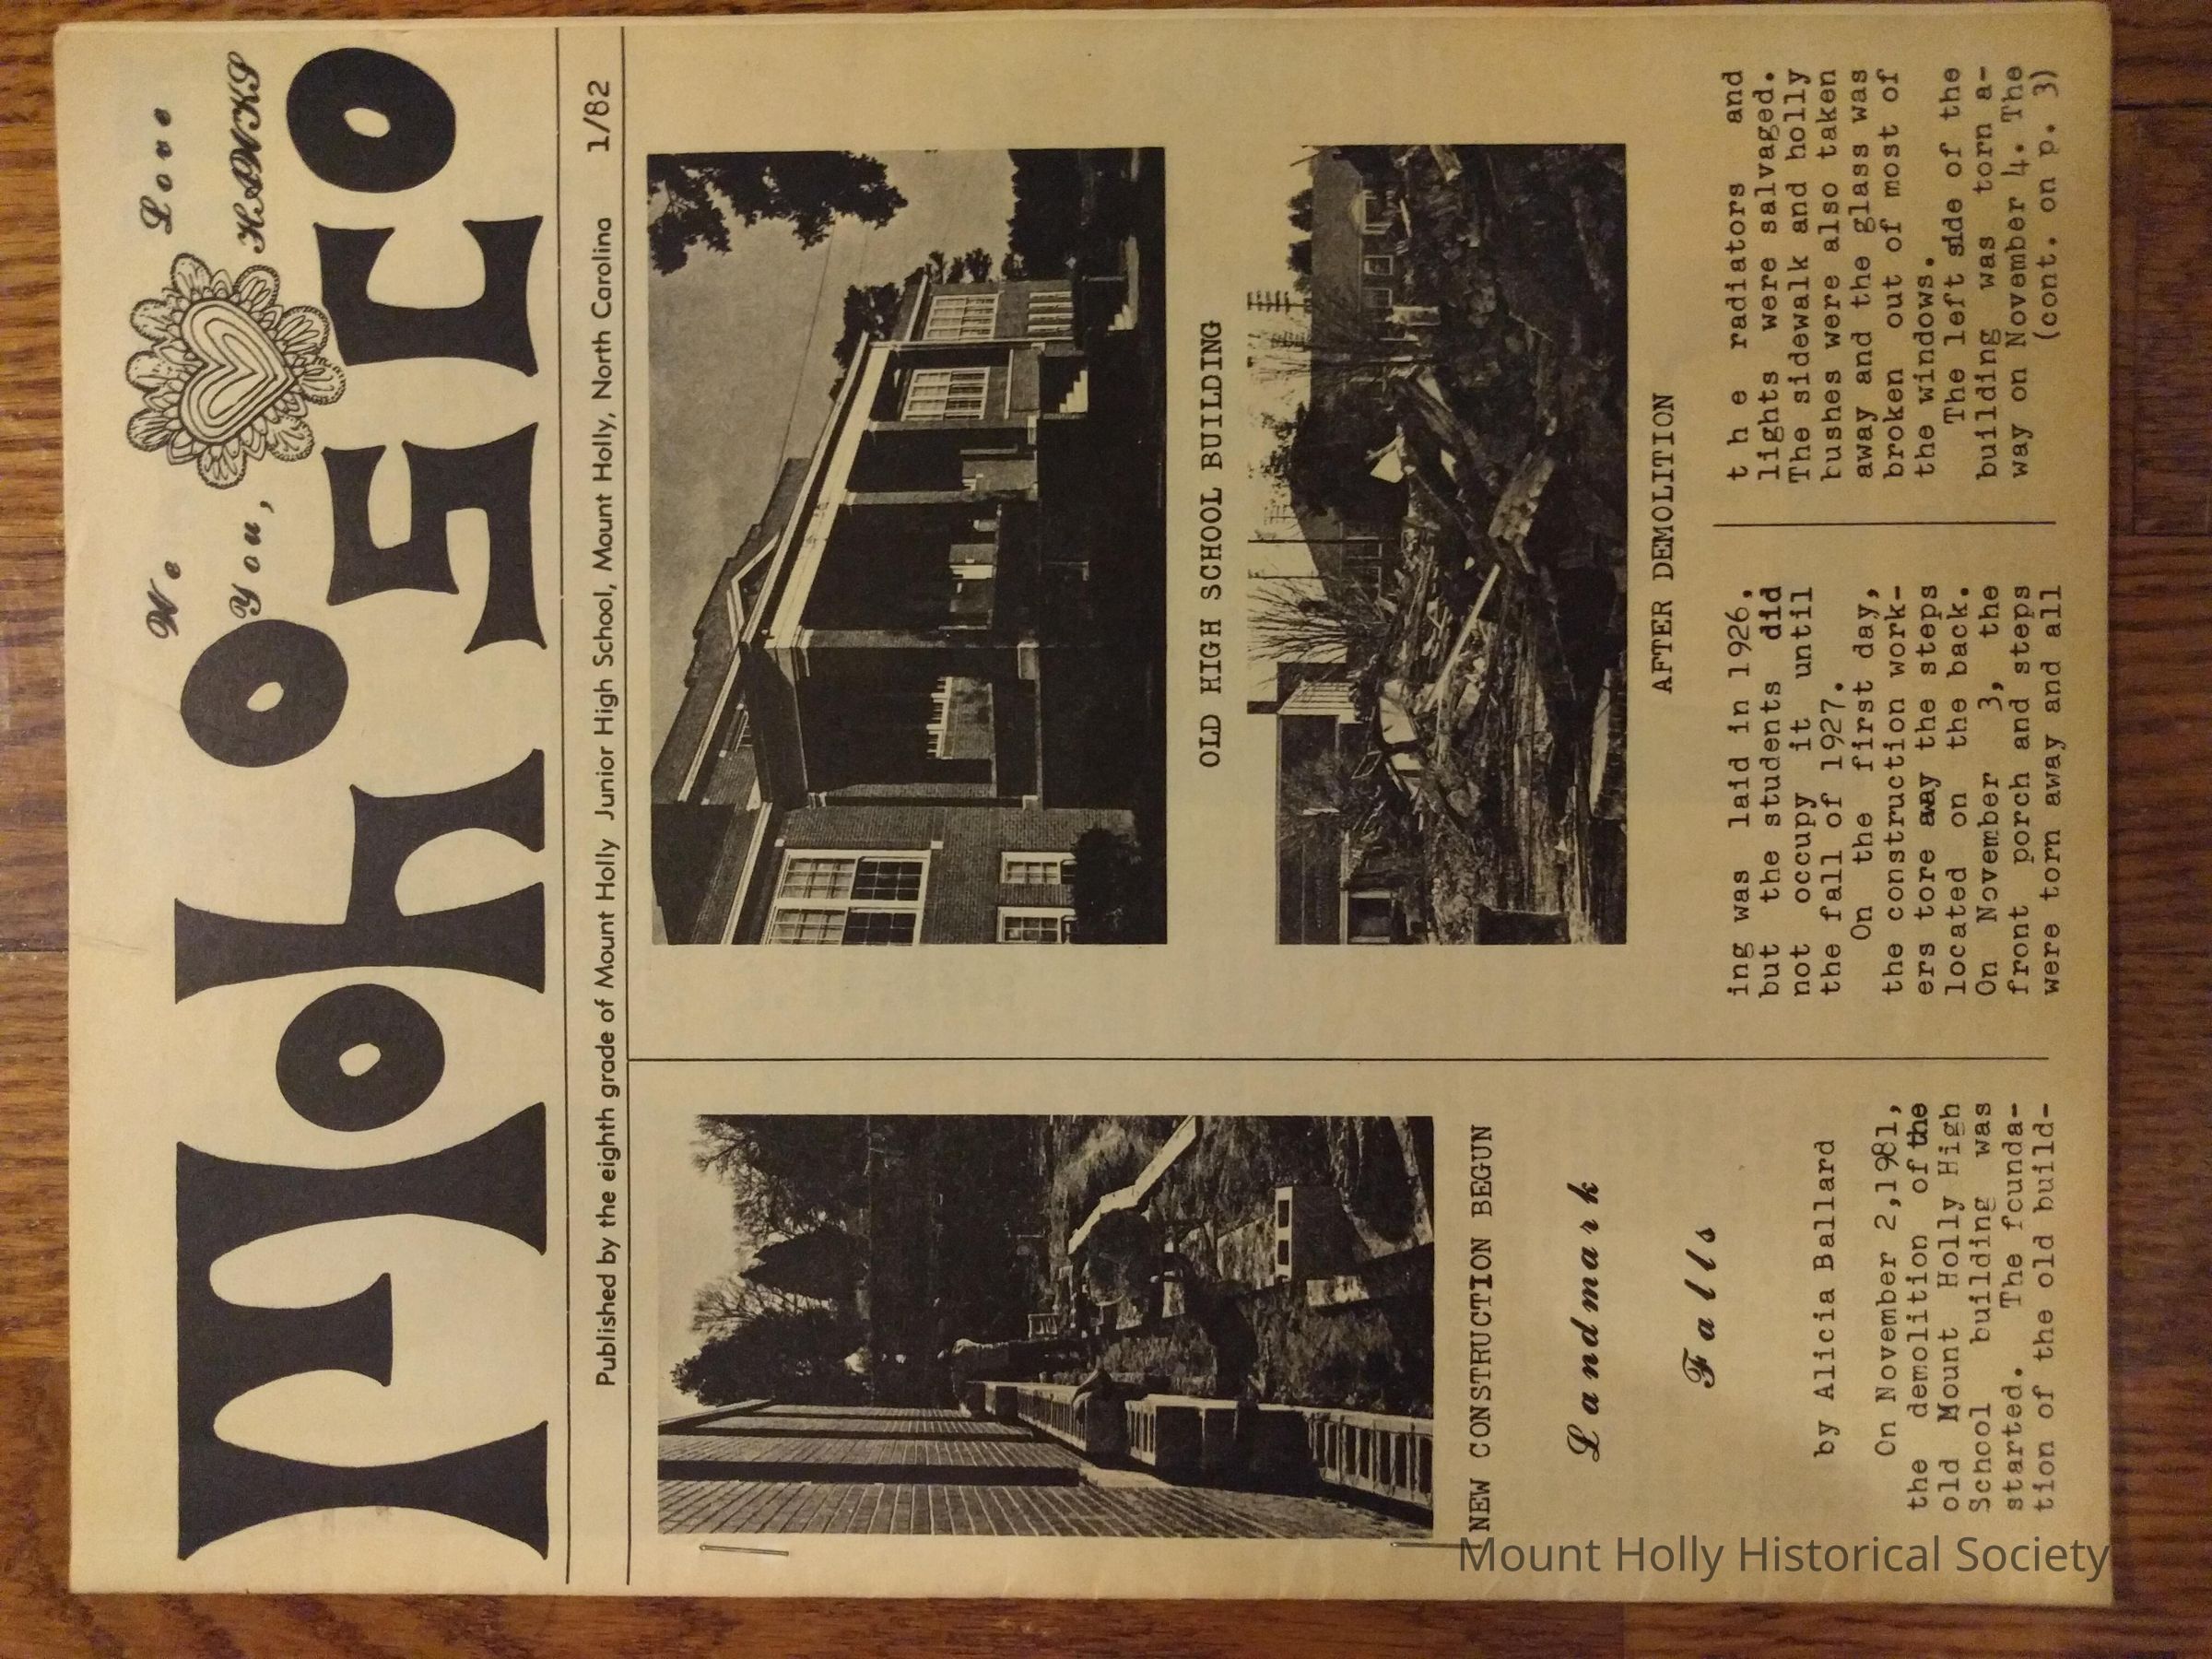 We Love
You, HAWKS
MohoSco
Published by the eighth grade of Mount Holly Junior High School, Mount Holly, North Carolina 1/82
NEW CONSTRUCTION BEGUN
Landmark
Falls
by Alicia Ballard
On November 2,1981,
the demolition of the
old Mount Holly High
School building was
started. The founda-
tion of the old build-
OLD HIGH SCHOOL BUILDING
AFTER DEMOLITION
ing was laid in 1926,
but the students did
not occupy it until
the fall of 1927.
On the first day,
the construction work-
ers tore away the steps
located on the back.
On November 3, the
front porch and steps
were torn away and all
t h e radiators and
lights were salvaged.
The sidewalk and holly
bushes were also taken
away and the glass was
broken out of most of
the windows.
The left side of the
building was torn a-
way on November 4. The
(cont. on p. 3)
Mount Holly Historical Society